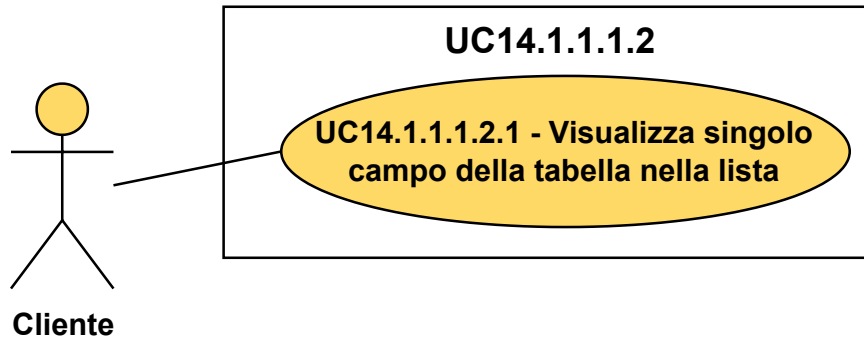 UC14.1.1.1.2
UC14.1.1.1.2.1 - Visualizza singolo
campo della tabella nella lista
Cliente